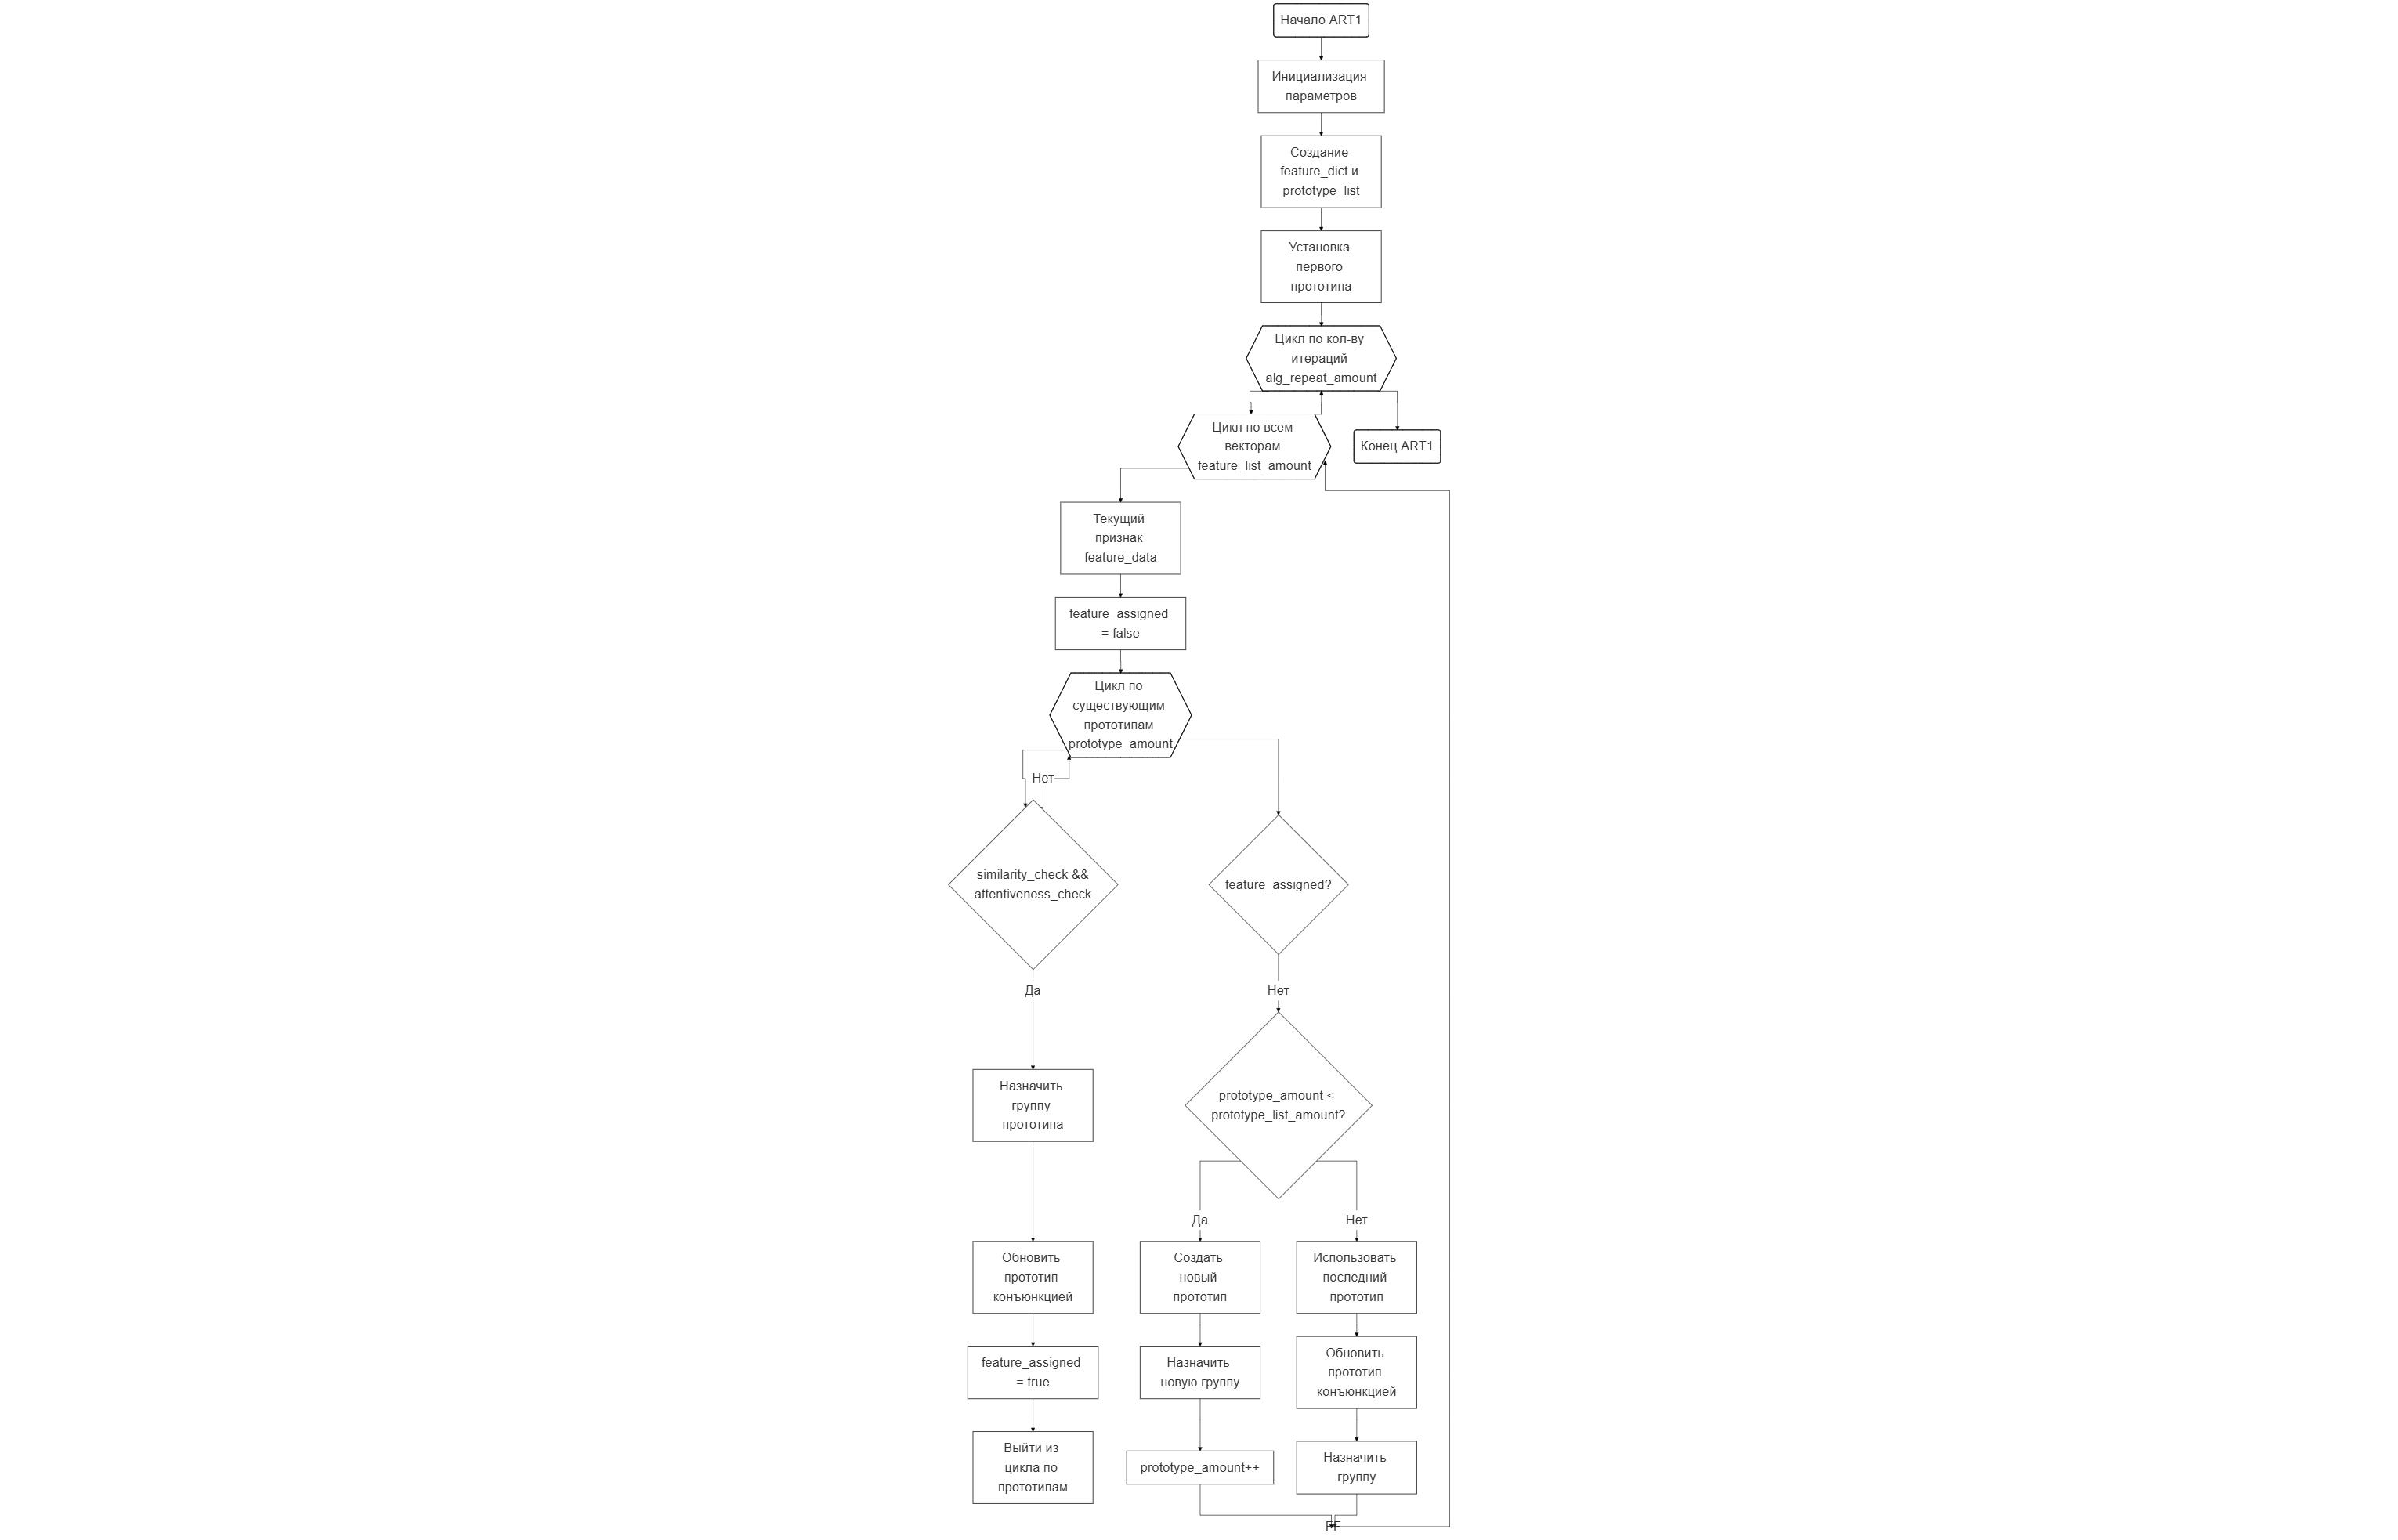 Начало ART1
Инициализация
параметров
Создание
feature_dict и
prototype_list
Установка
первого
прототипа
Цикл по кол-ву
итераций
alg_repeat_amount
Цикл по всем
векторам
feature_list_amount
Конец ART1
Текущий
признак
feature_data
feature_assigned
= false
Цикл по
существующим
прототипам
prototype_amount
Нет
similarity_check &&
attentiveness_check
feature_assigned?
Да
Нет
Назначить
группу
прототипа
prototype_amount <
prototype_list_amount?
Да
Нет
Обновить
прототип
конъюнкцией
Создать
новый
прототип
Использовать
последний
прототип
feature_assigned
= true
Назначить
новую группу
Обновить
прототип
конъюнкцией
Выйти из
цикла по
прототипам
prototype_amount++
Назначить
группу
FF